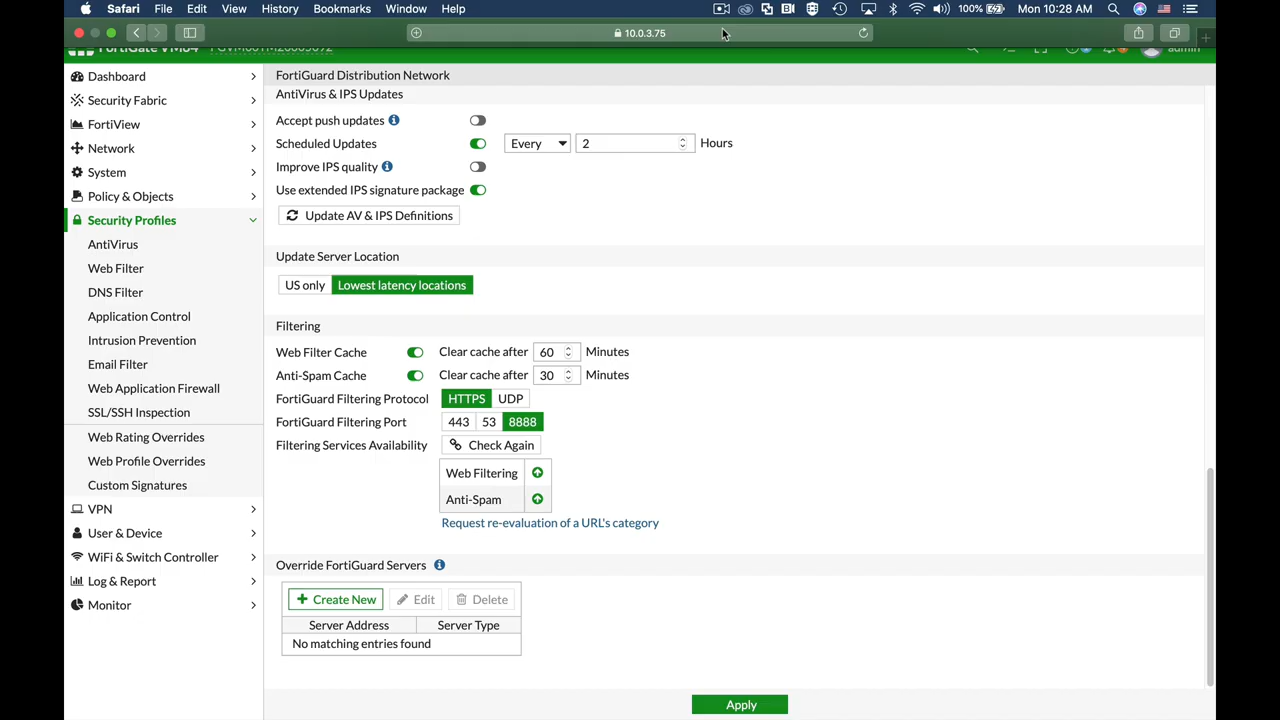 Safari File Edit View History Bookmarks Window Help 100% Mon 10:28 AM
10.0.3.75
FortiGate VM64 admin
Dashboard
Security Fabric
FortiView
Network
System
Policy & Objects
Security Profiles
AntiVirus
Web Filter
DNS Filter
Application Control
Intrusion Prevention
Email Filter
Web Application Firewall
SSL/SSH Inspection
Web Rating Overrides
Web Profile Overrides
Custom Signatures
VPN
User & Device
WiFi & Switch Controller
Log & Report
Monitor
FortiGuard Distribution Network
AntiVirus & IPS Updates
Accept push updates
Scheduled Updates Every 2 Hours
Improve IPS quality
Use extended IPS signature package
Update AV & IPS Definitions
Update Server Location
US only Lowest latency locations
Filtering
Web Filter Cache Clear cache after 60 Minutes
Anti-Spam Cache Clear cache after 30 Minutes
FortiGuard Filtering Protocol HTTPS UDP
FortiGuard Filtering Port 443 53 8888
Filtering Services Availability Check Again
Web Filtering
Anti-Spam
Request re-evaluation of a URL's category
Override FortiGuard Servers
Create New Edit Delete
Server Address Server Type
No matching entries found
Apply